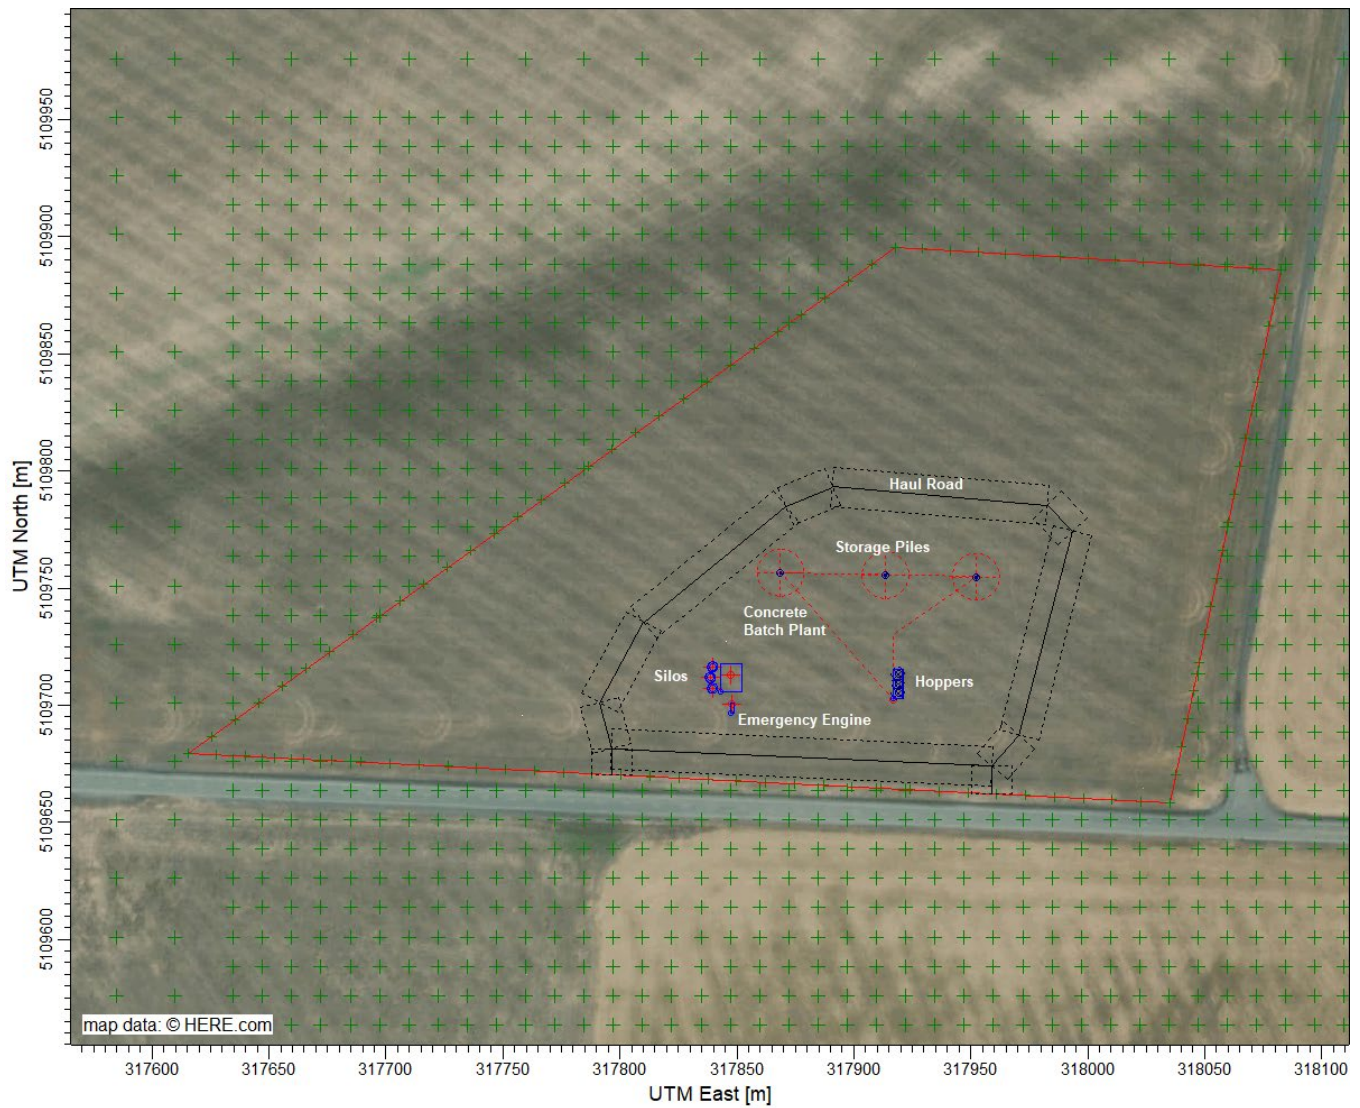 UTM North [m]
5109950
5109900
5109850
5109800
5109750
5109700
5109650
5109600
Haul Road
Storage Piles
Concrete
Batch Plant
Silos
Hoppers
Emergency Engine
map data: © HERE.com
317600
317650
317700
317750
317800
317850
317900
317950
318000
318050
318100
UTM East [m]